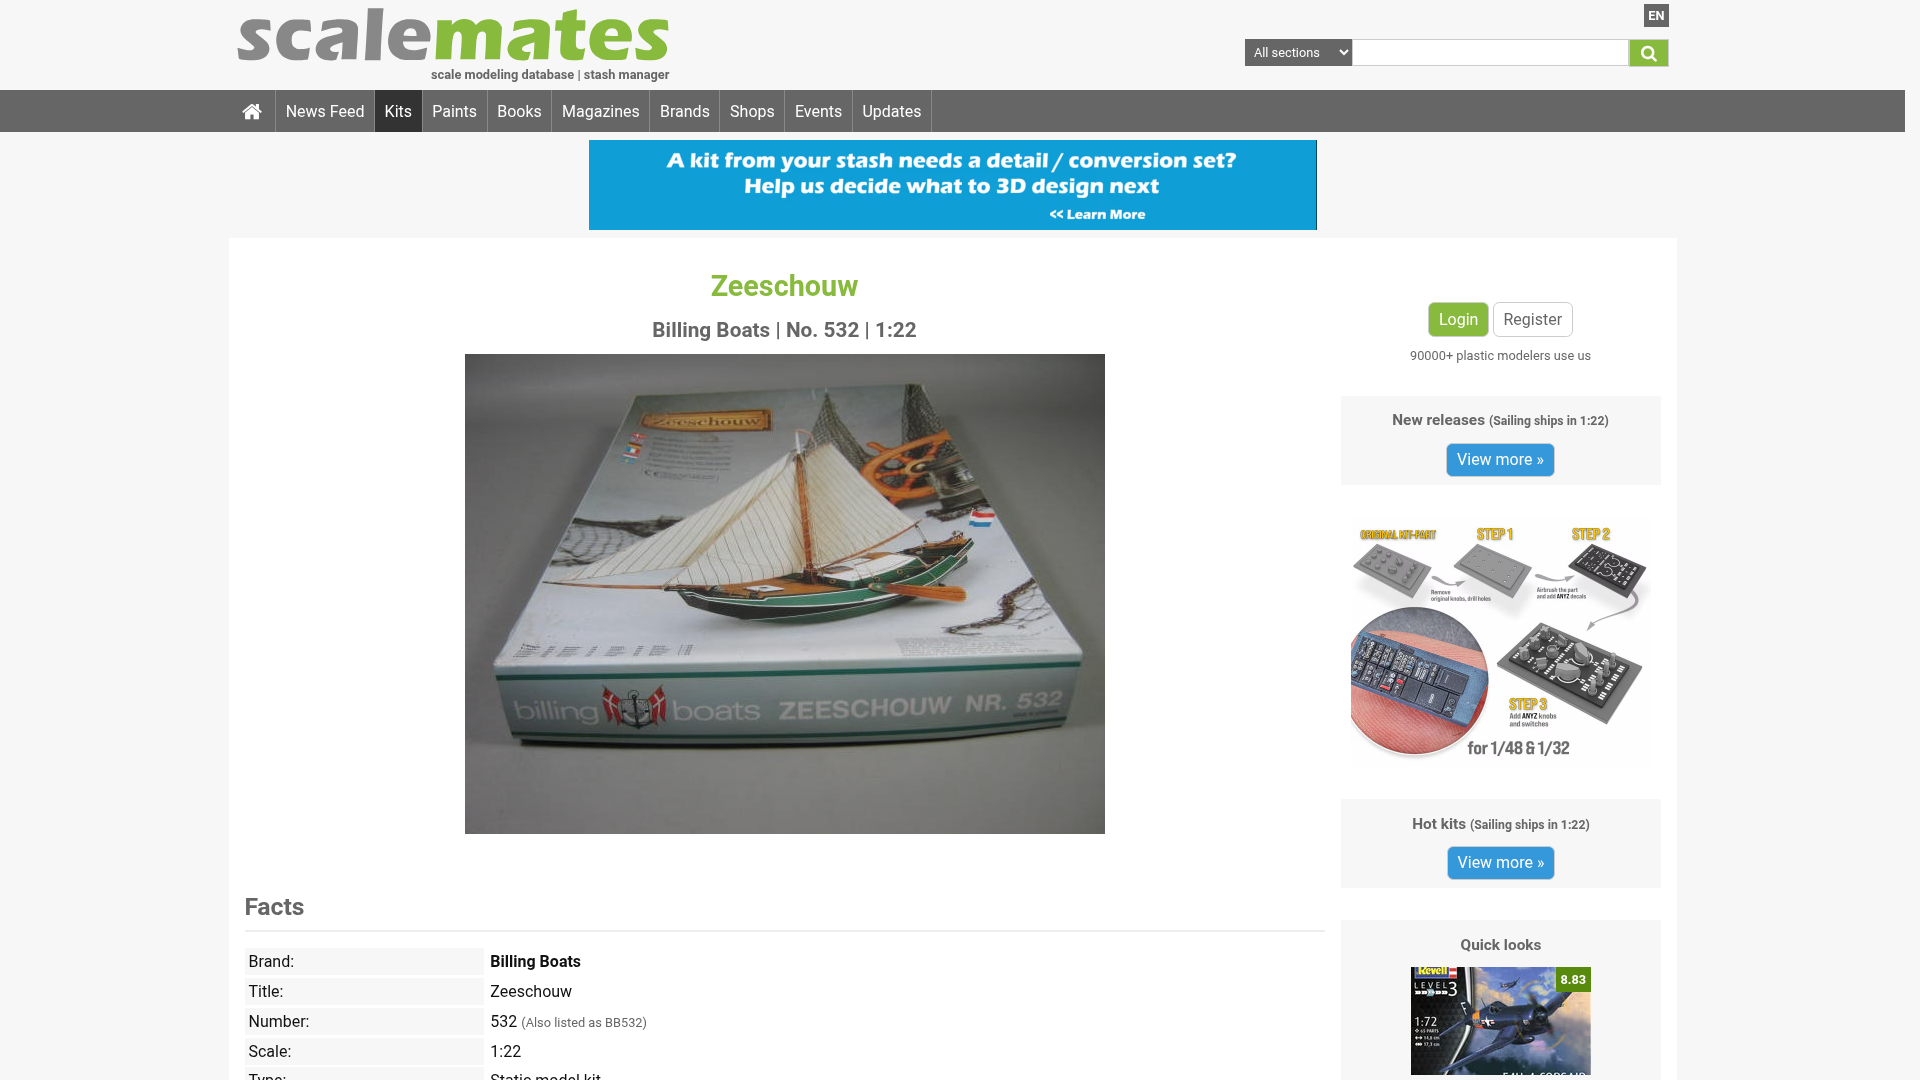 scalemates
scale modeling database | stash manager
EN
All sections
News Feed
Kits
Paints
Books
Magazines
Brands
Shops
Events
Updates
A kit from your stash needs a detail / conversion set?
Help us decide what to 3D design next
<< Learn More
Zeeschouw
Billing Boats | No. 532 | 1:22
Zeeschouw
billing boats ZEESCHOUW NR. 532
Facts
Brand: Billing Boats
Title: Zeeschouw
Number: 532 (Also listed as BB532)
Scale: 1:22
Type: Static model kit
Login
Register
90000+ plastic modelers use us
New releases (Sailing ships in 1:22)
View more »
ORIGINAL KIT-PART
STEP 1
STEP 2
Remove
original knobs, drill holes
Airbrush the part
and add ANYZ decals
STEP 3
Add ANYZ knobs
and switches
for 1/48 & 1/32
Hot kits (Sailing ships in 1:22)
View more »
Quick looks
Revell
8.83
LEVEL 3
1:72